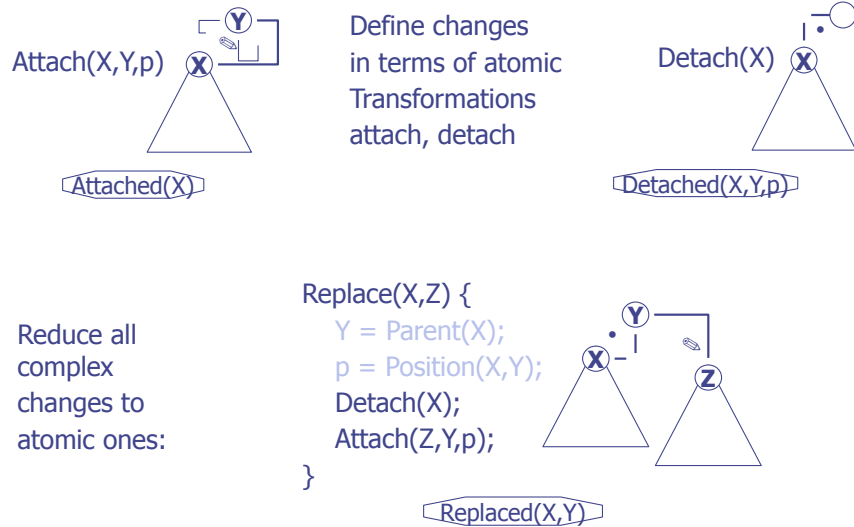 Y
Attach(X,Y,p)
X
Attached(X)
Define changes
in terms of atomic
Transformations
attach, detach
Detach(X)
X
Detached(X,Y,p)
Reduce all
complex
changes to
atomic ones:
Replace(X,Z) {
Y = Parent(X);
p = Position(X,Y);
Detach(X);
Attach(Z,Y,p);
}
Y
X
Z
Replaced(X,Y)